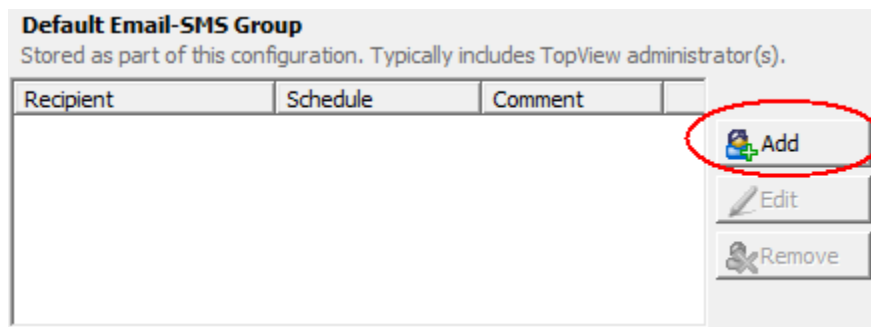 Default Email-SMS Group
Stored as part of this configuration. Typically includes TopView administrator(s).
Recipient Schedule Comment
Add
Edit
Remove